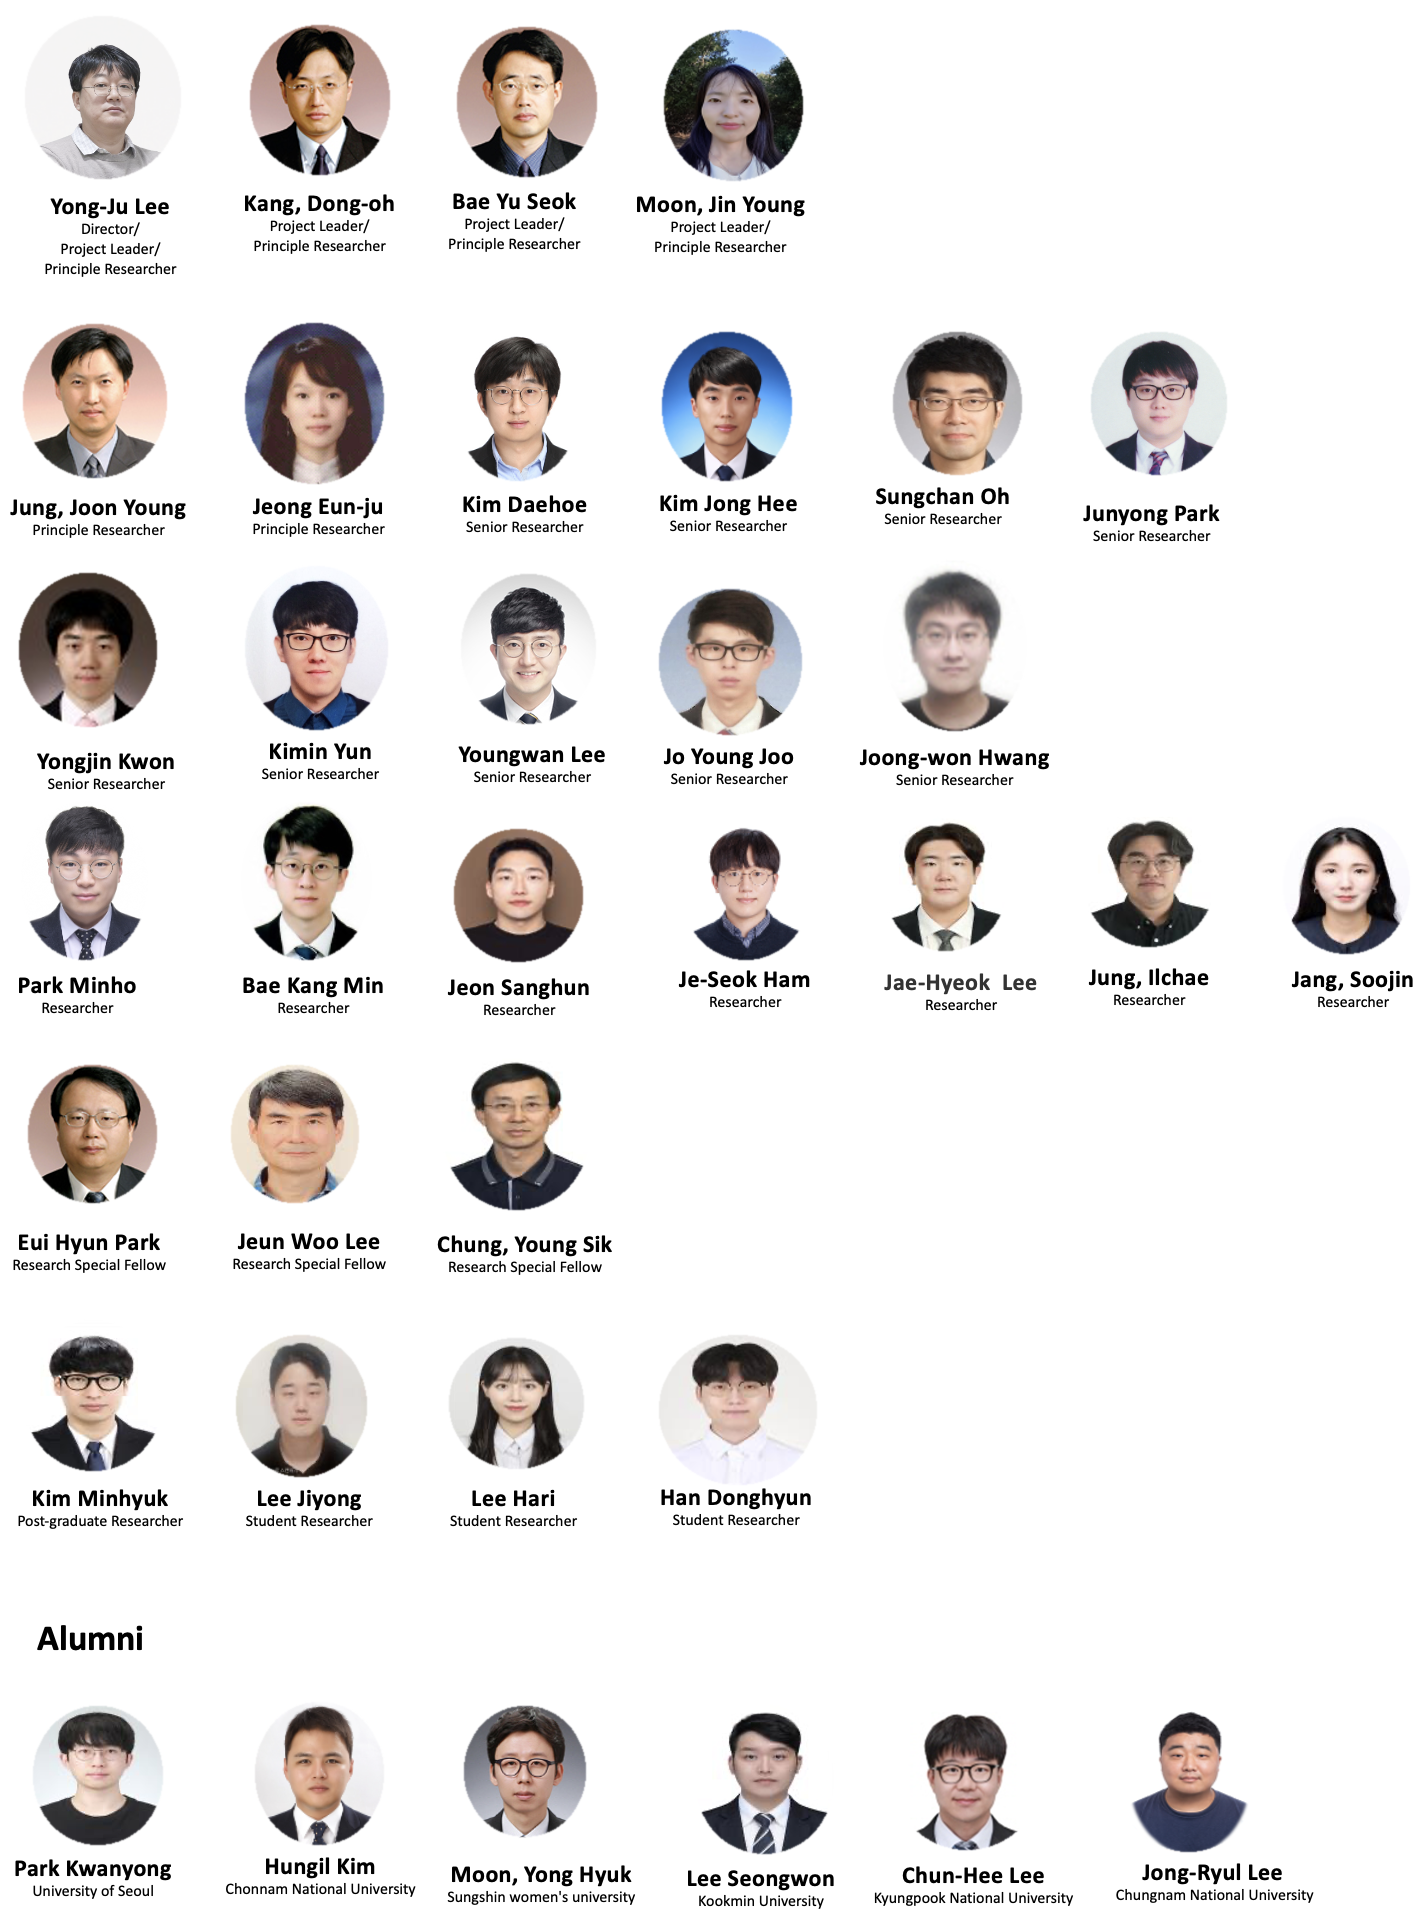 Yong-Ju Lee
Director/
Project Leader/
Principle Researcher
Kang, Dong-oh
Project Leader/
Principle Researcher
Bae Yu Seok
Project Leader/
Principle Researcher
Moon, Jin Young
Project Leader/
Principle Researcher
Jung, Joon Young
Principle Researcher
Jeong Eun-ju
Principle Researcher
Kim Daehoe
Senior Researcher
Kim Jong Hee
Senior Researcher
Sungchan Oh
Senior Researcher
Junyong Park
Senior Researcher
Yongjin Kwon
Senior Researcher
Kimin Yun
Senior Researcher
Youngwan Lee
Senior Researcher
Jo Young Joo
Senior Researcher
Joong-won Hwang
Senior Researcher
Park Minho
Researcher
Bae Kang Min
Researcher
Jeon Sanghun
Researcher
Je-Seok Ham
Researcher
Jae-Hyeok Lee
Researcher
Jung, Ilchae
Researcher
Jang, Soojin
Researcher
Eui Hyun Park
Research Special Fellow
Jeun Woo Lee
Research Special Fellow
Chung, Young Sik
Research Special Fellow
Kim Minhyuk
Post-graduate Researcher
Lee Jiyong
Student Researcher
Lee Hari
Student Researcher
Han Donghyun
Student Researcher
Alumni
Park Kwanyong
University of Seoul
Hungil Kim
Chonnam National University
Moon, Yong Hyuk
Sungshin women's university
Lee Seongwon
Kookmin University
Chun-Hee Lee
Kyungpook National University
Jong-Ryul Lee
Chungnam National University